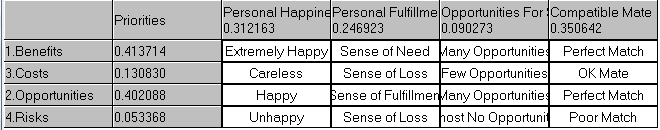 Priorities Personal Happine Personal Fulfillme Opportunities For Compatible Mate
0.312163 0.246923 0.090273 0.350642
1.Benefits 0.413714 Extremely Happy Sense of Need Many Opportunities Perfect Match
3.Costs 0.130830 Careless Sense of Loss Few Opportunities OK Mate
2.Opportunities 0.402088 Happy Sense of Fulfillmen Many Opportunities Perfect Match
4.Risks 0.053368 Unhappy Sense of Loss nost No Opportunit Poor Match